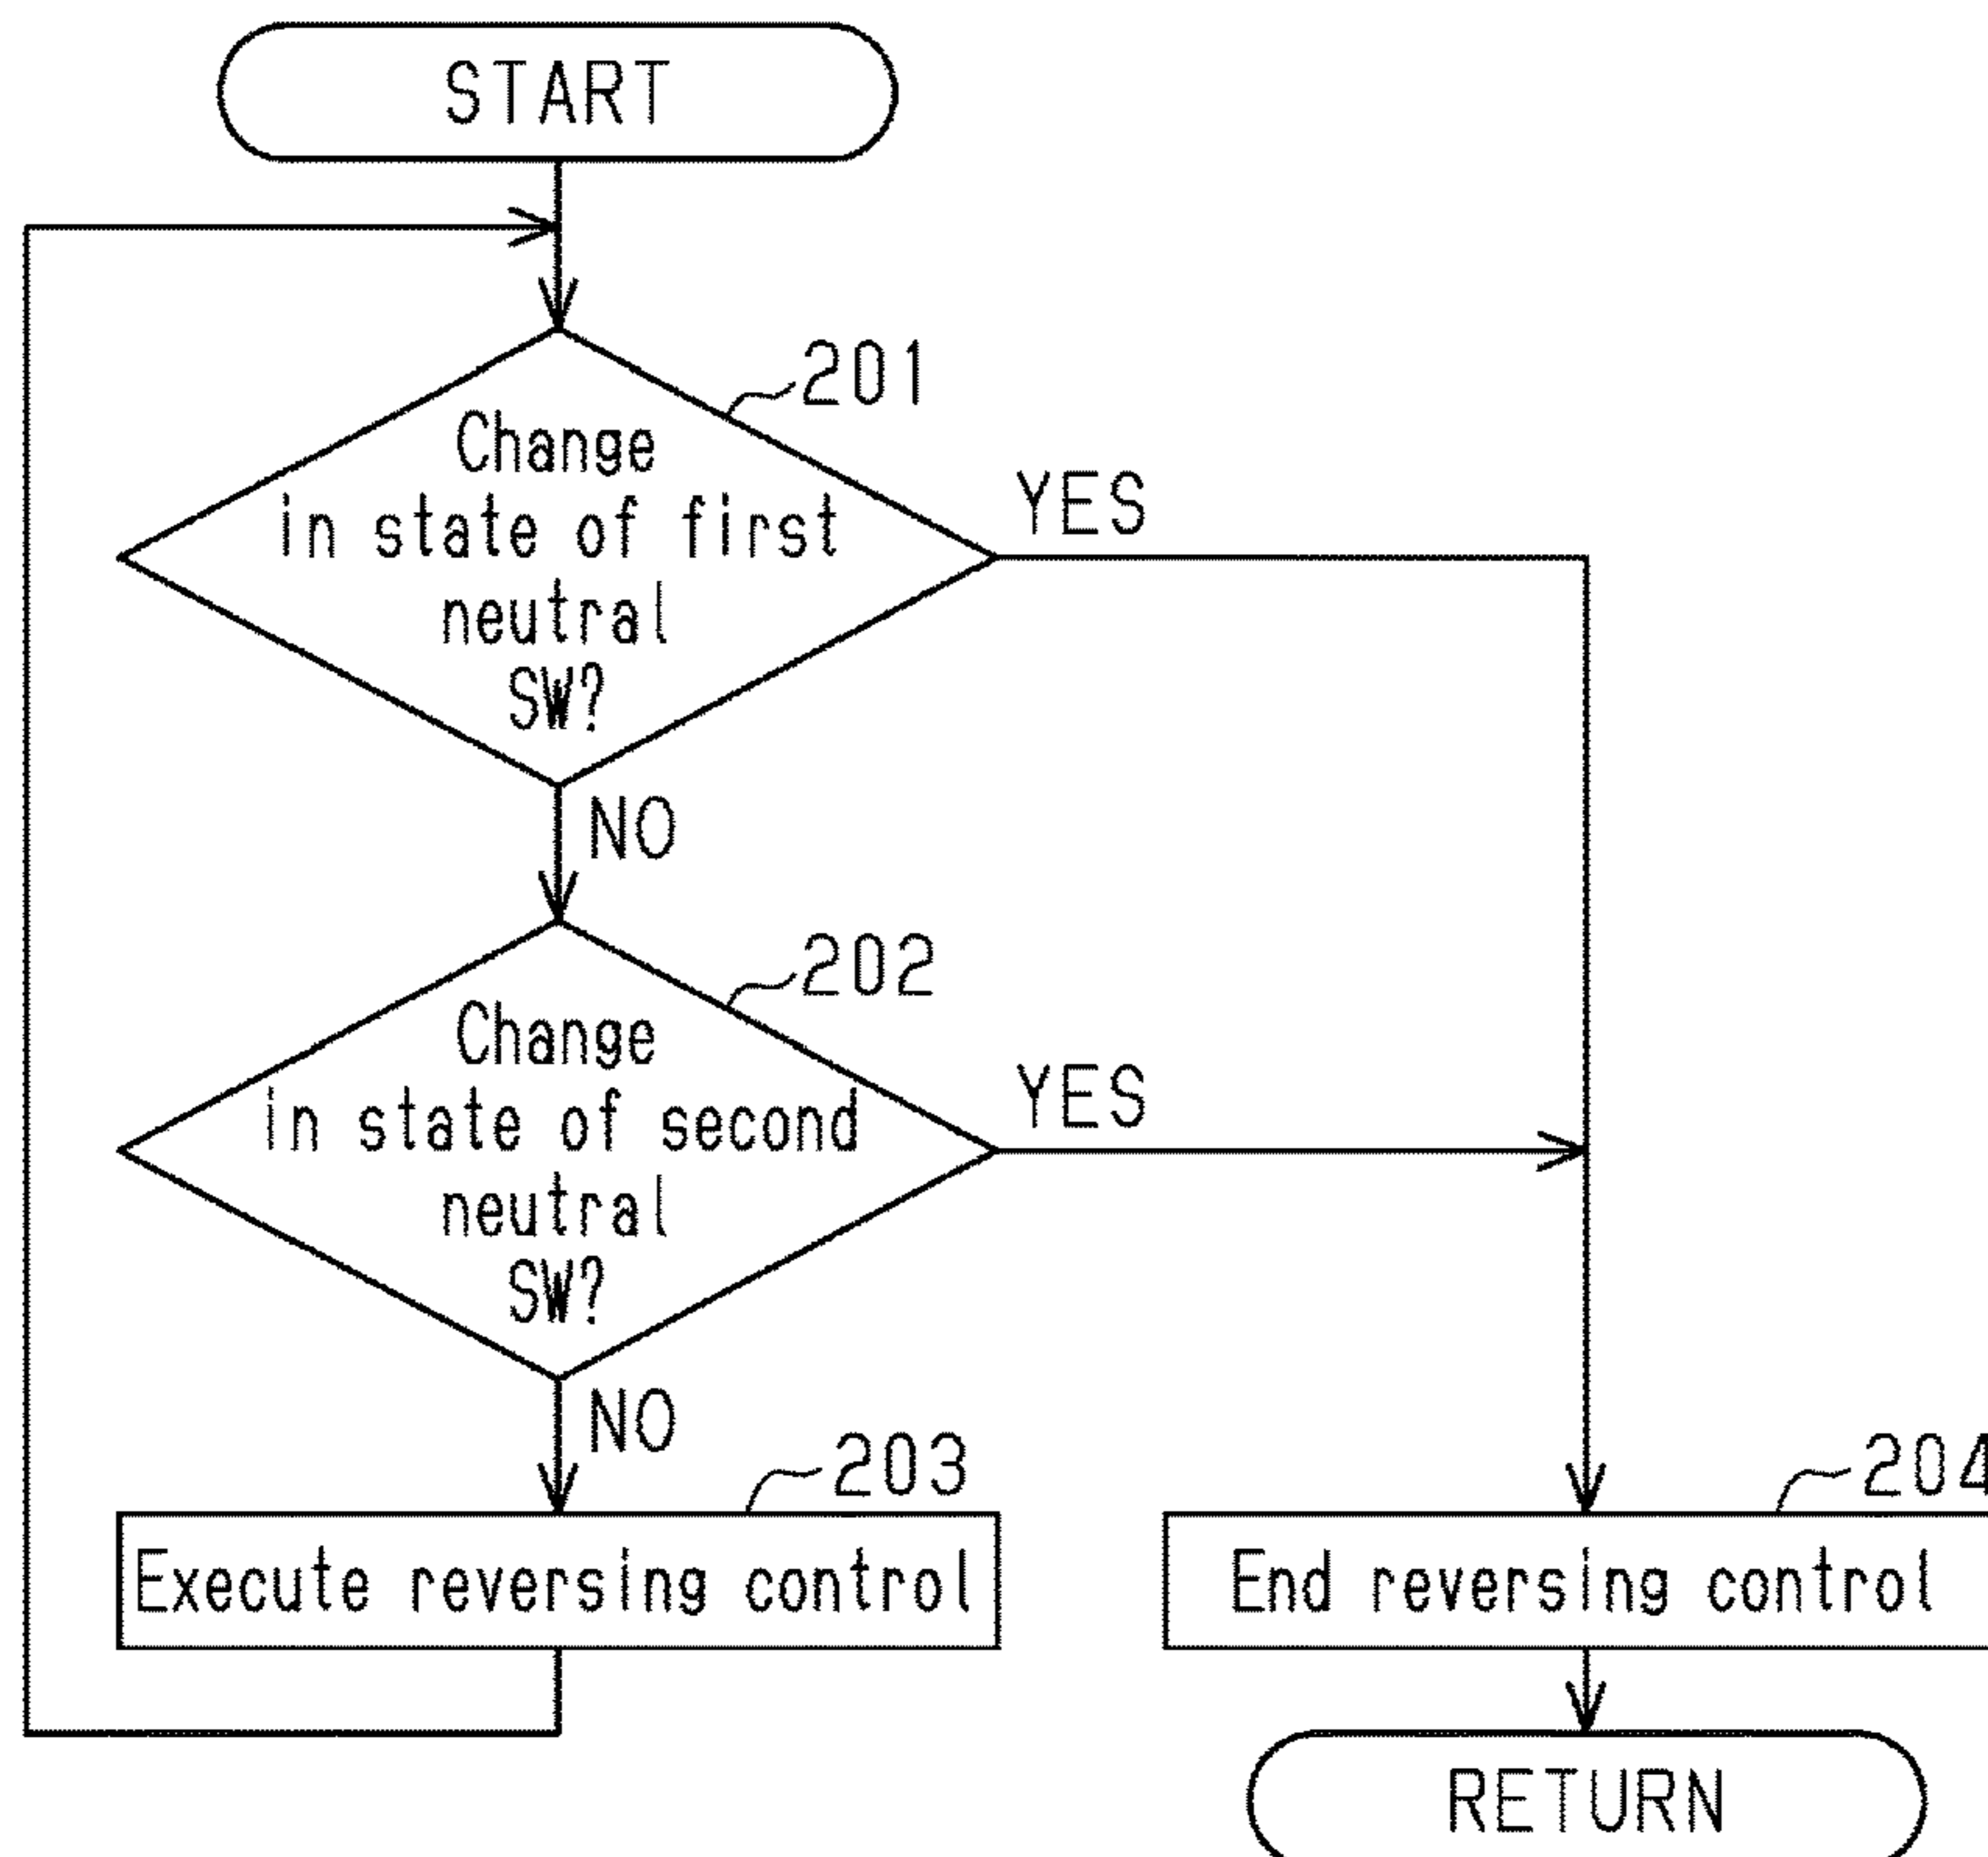 START
201
Change
in state of first
neutral
SW?
YES
NO
202
Change
in state of second
neutral
SW?
YES
NO
203
Execute reversing control
204
End reversing control
RETURN